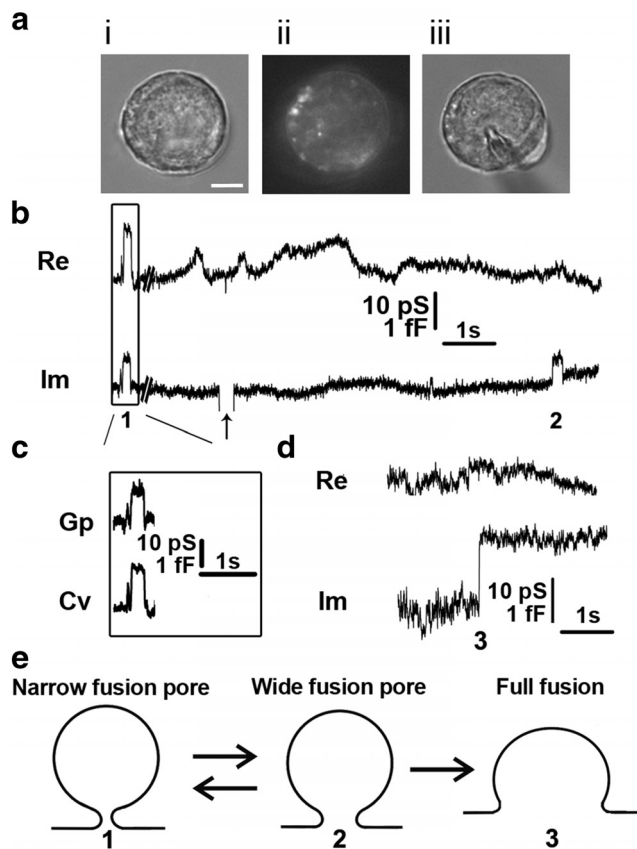 a
i ii iii
b
Re
10 pS
1 fF 1s
Im
1 2
c d
Re
Gp
10 pS
1 fF 1s
Cv
10 pS
Im 1 fF 1s
3
e
Narrow fusion pore Wide fusion pore Full fusion
1 2 3